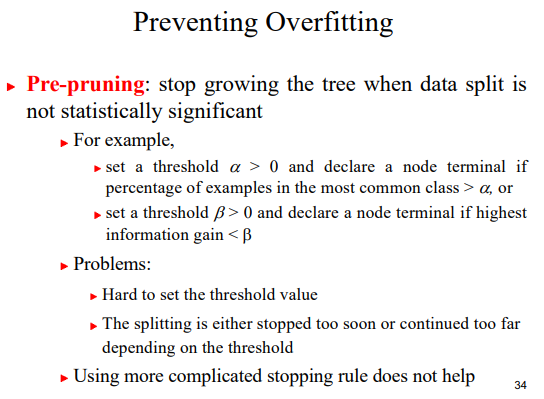 Preventing Overfitting
Pre-pruning: stop growing the tree when data split is
not statistically significant
For example,
set a threshold α > 0 and declare a node terminal if
percentage of examples in the most common class > α, or
set a threshold β > 0 and declare a node terminal if highest
information gain < β
Problems:
Hard to set the threshold value
The splitting is either stopped too soon or continued too far
depending on the threshold
Using more complicated stopping rule does not help
34